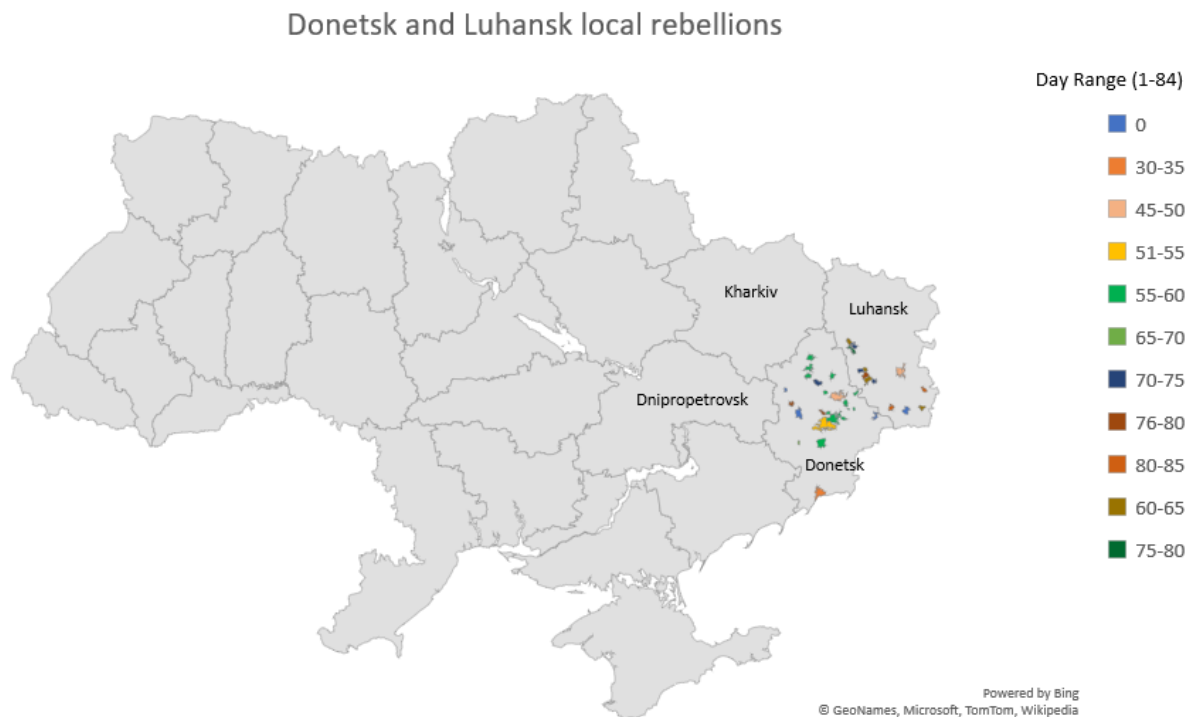 Donetsk and Luhansk local rebellions
Day Range (1-84)
0
30-35
45-50
51-55
55-60
65-70
70-75
76-80
80-85
60-65
75-80
Kharkiv
Luhansk
Dnipropetrovsk
Donetsk
Powered by Bing
© GeoNames, Microsoft, TomTom, Wikipedia